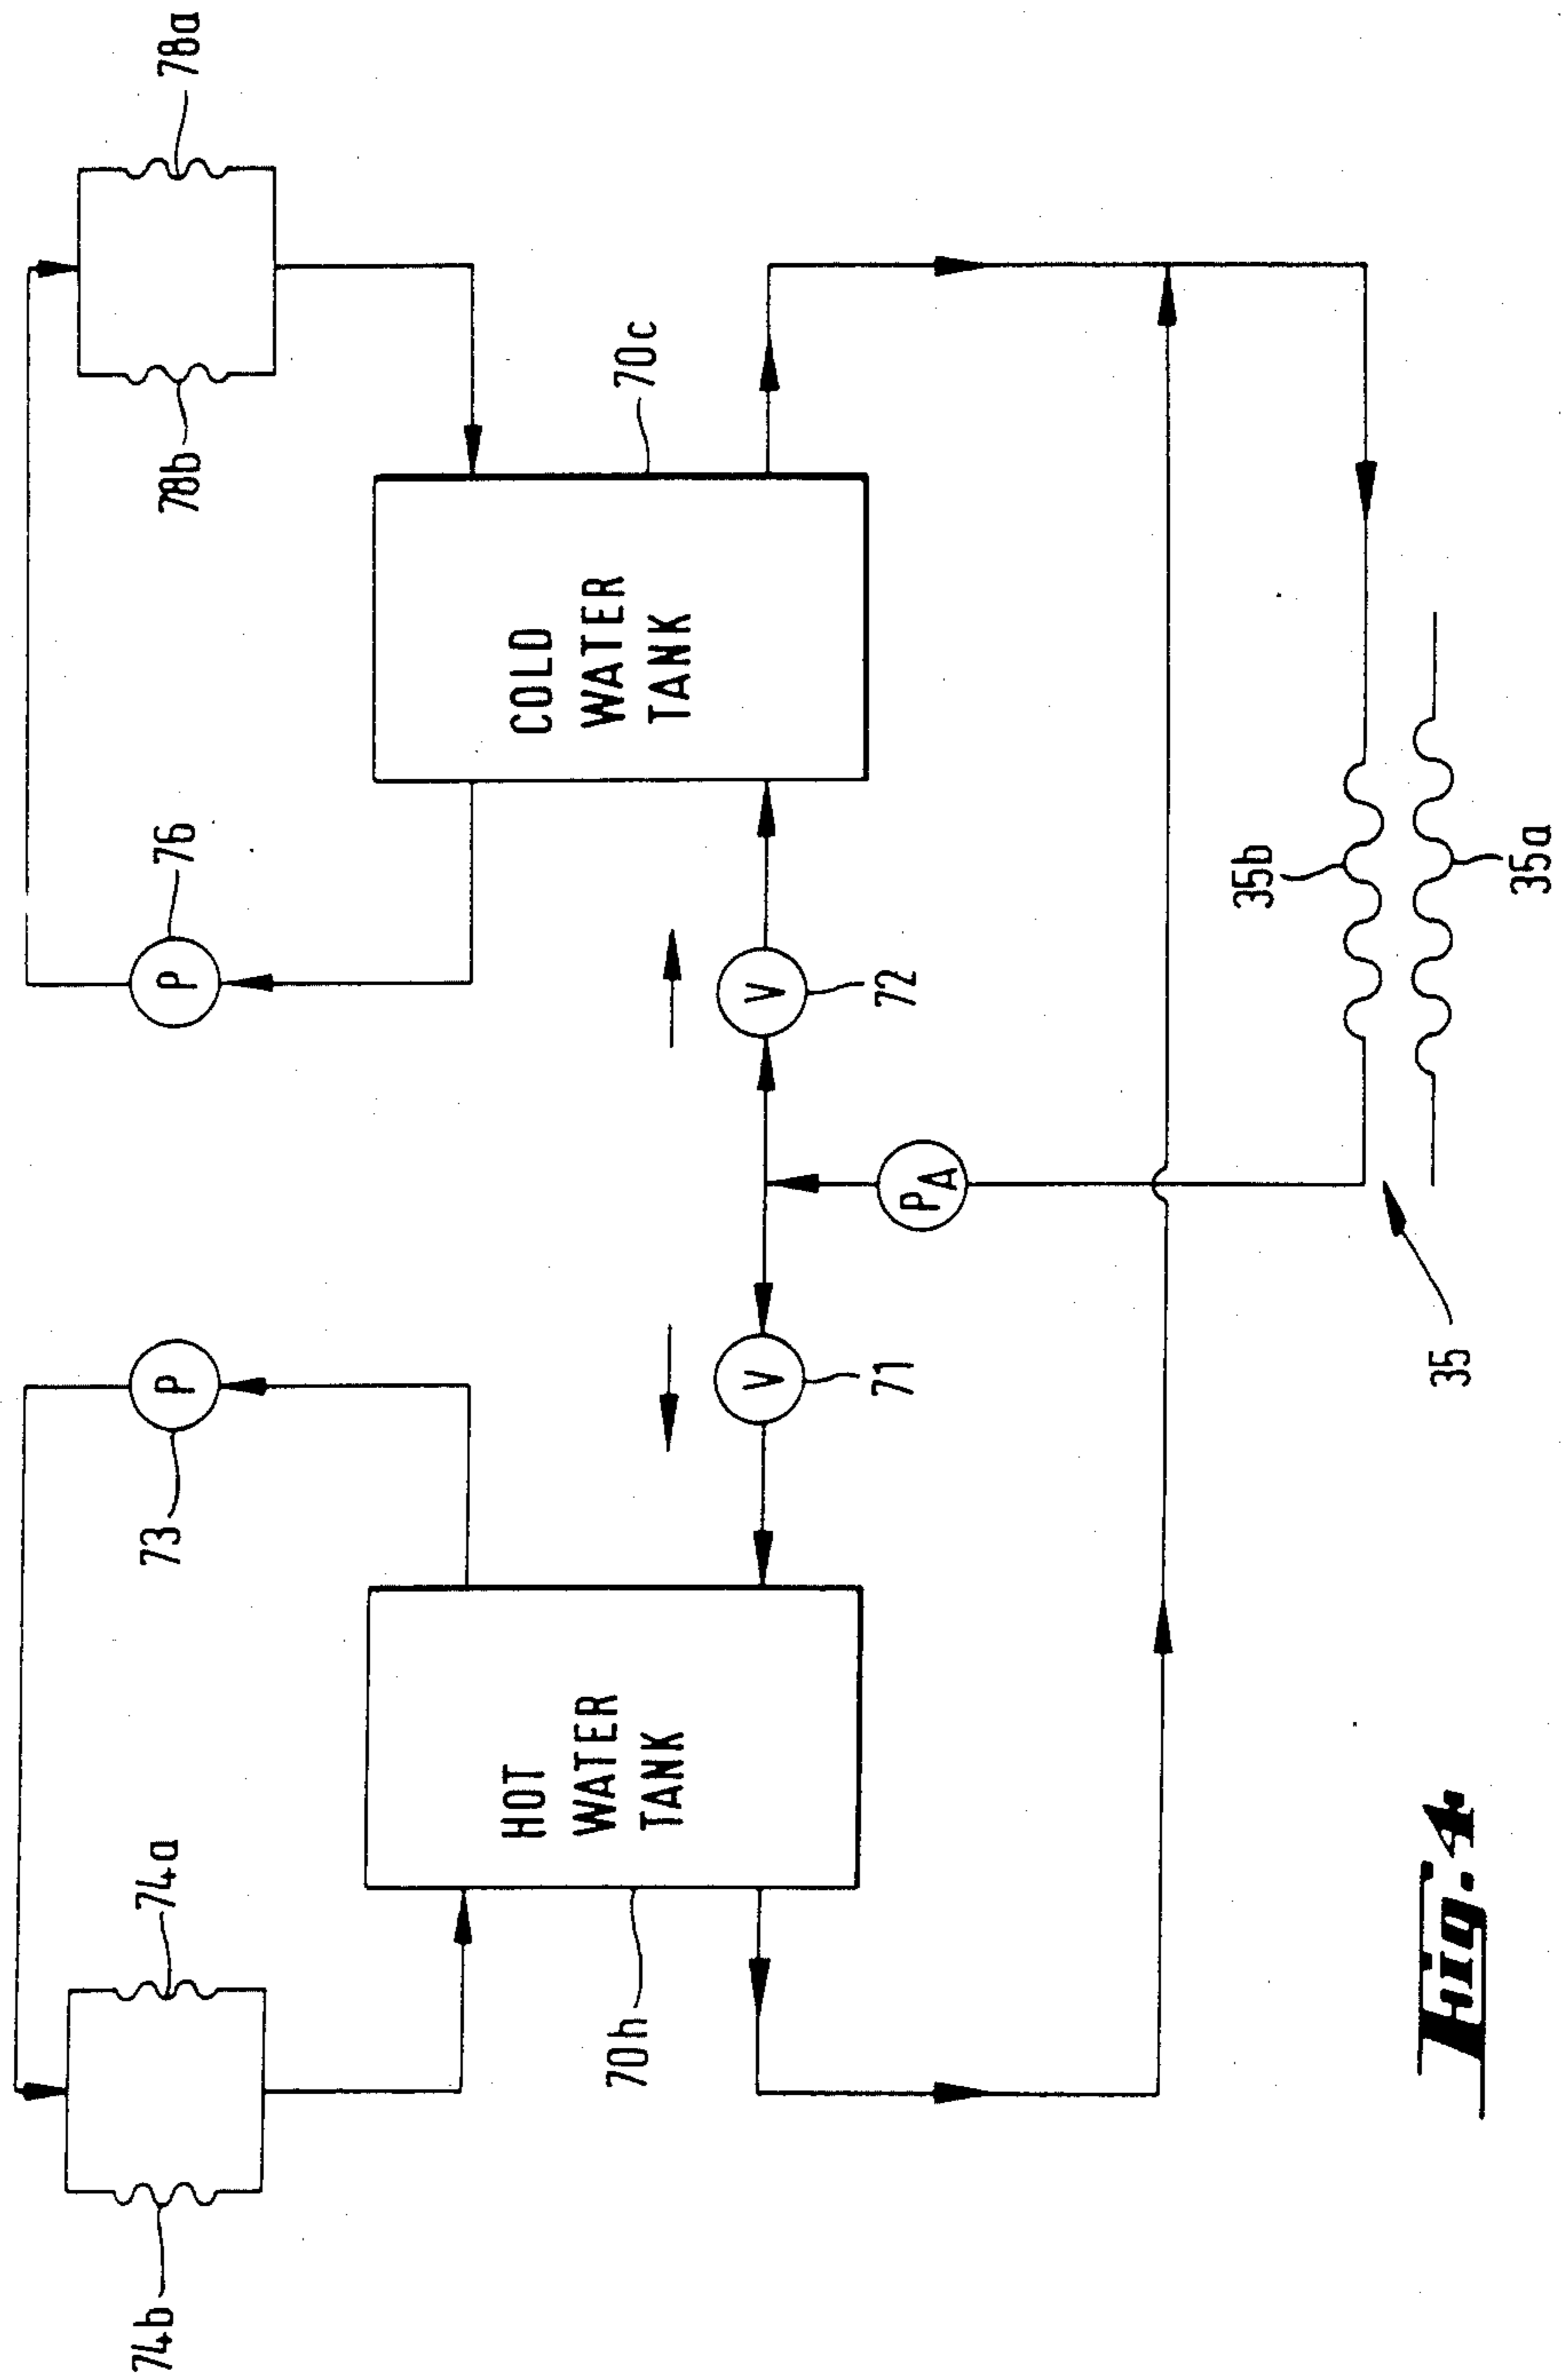 74b
74a
73
P
76
P
78b
78a
70h
HOT
WATER
TANK
COLD
WATER
TANK
70c
V
71
V
72
PA
35
35b
35a
Fig. 4